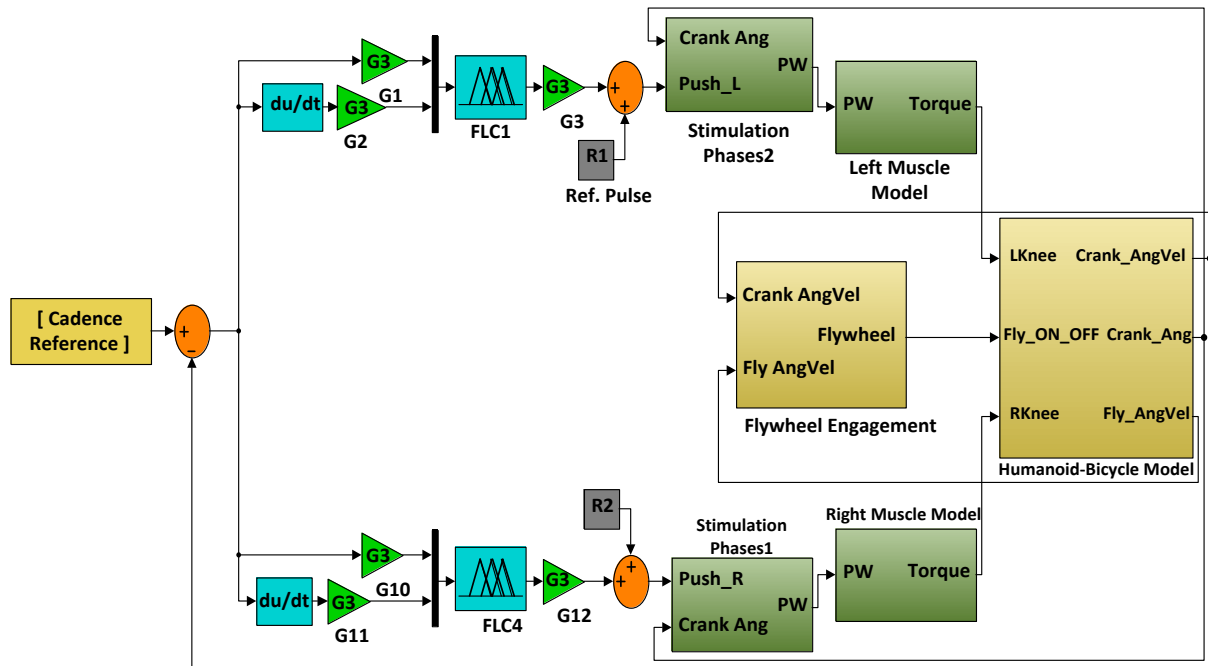 Crank Ang
Push_L
PW
Stimulation
Phases2
G3
G1
du/dt
G3
G2
FLC1
G3
G3
+
+
R1
Ref. Pulse
PW
Torque
Left Muscle
Model
[ Cadence
Reference ]
+
−
Crank AngVel
Flywheel
Fly AngVel
Flywheel Engagement
LKnee
Crank_AngVel
Fly_ON_OFF
Crank_Ang
RKnee
Fly_AngVel
Humanoid-Bicycle Model
G3
G10
du/dt
G3
G11
FLC4
G3
G12
R2
+
+
Stimulation
Phases1
Push_R
PW
Crank Ang
Right Muscle Model
PW
Torque